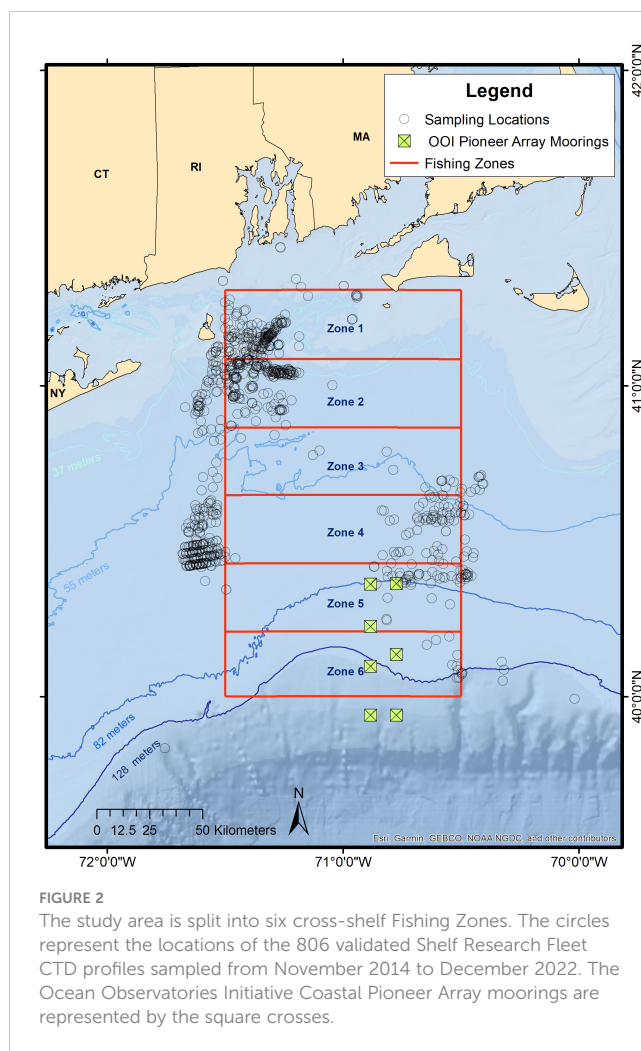 Legend
Sampling Locations
OOI Pioneer Array Moorings
Fishing Zones
42°0'0"N
MA
RI
CT
Zone 1
41°0'0"N
NY
Zone 2
37 meters
Zone 3
Zone 4
55 meters
Zone 5
Zone 6
40°0'0"N
82 meters
128 meters
N
0 12.5 25 50 Kilometers
Esri, Garmin, GEBCO, NOAA NGDC, and other contributors
72°0'0"W 71°0'0"W 70°0'0"W
FIGURE 2
The study area is split into six cross-shelf Fishing Zones. The circles
represent the locations of the 806 validated Shelf Research Fleet
CTD profiles sampled from November 2014 to December 2022. The
Ocean Observatories Initiative Coastal Pioneer Array moorings are
represented by the square crosses.